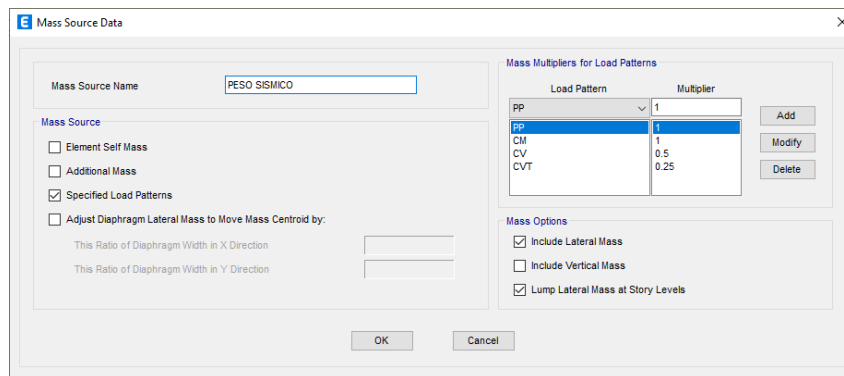 E Mass Source Data
Mass Source Name PESO SISMICO
Mass Source
Element Self Mass
Additional Mass
Specified Load Patterns
Adjust Diaphragm Lateral Mass to Move Mass Centroid by:
This Ratio of Diaphragm Width in X Direction
This Ratio of Diaphragm Width in Y Direction
Mass Multipliers for Load Patterns
Load Pattern Multiplier
PP 1
PP 1
CM 1
CV 0.5
CVT 0.25
Add
Modify
Delete
Mass Options
Include Lateral Mass
Include Vertical Mass
Lump Lateral Mass at Story Levels
OK Cancel